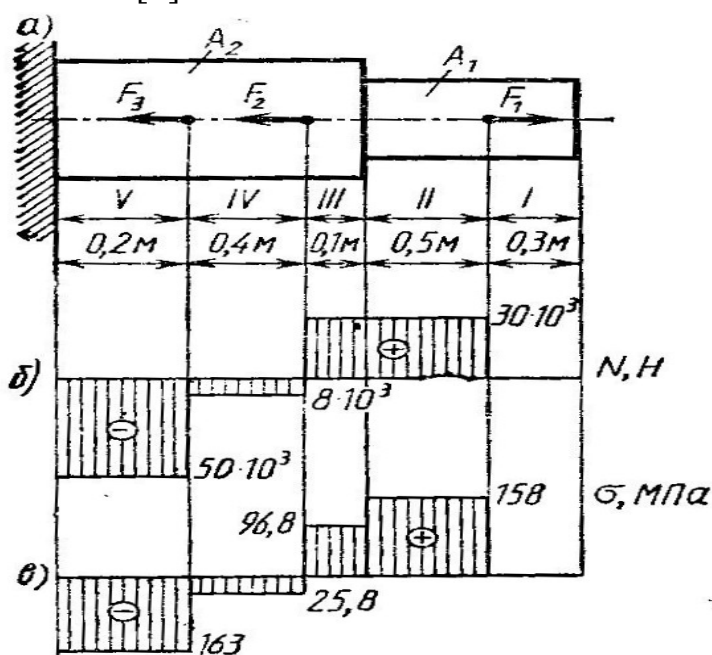 а)
A₂
A₁
F₃
F₂
F₁
V
IV
III
II
I
0,2м
0,4м
0,1м
0,5м
0,3м
30·10³
б)
N, H
8·10³
50·10³
158
σ, МПа
96,8
в)
25,8
163